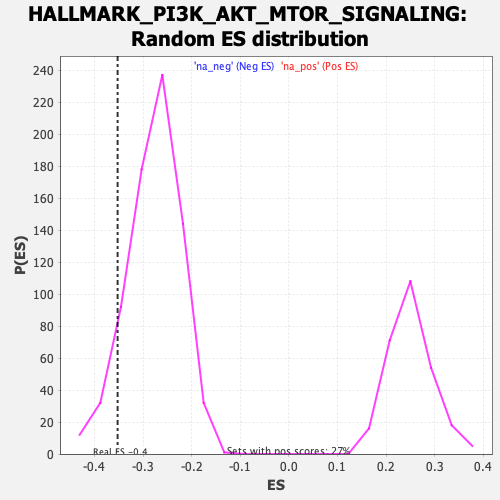 HALLMARK_PI3K_AKT_MTOR_SIGNALING:
Random ES distribution
'na_neg' (Neg ES) 'na_pos' (Pos ES)
P(ES)
240
220
200
180
160
140
120
100
80
60
40
20
0
Real ES -0.4
Sets with pos scores: 27%
-0.4 -0.3 -0.2 -0.1 0.0 0.1 0.2 0.3 0.4
ES